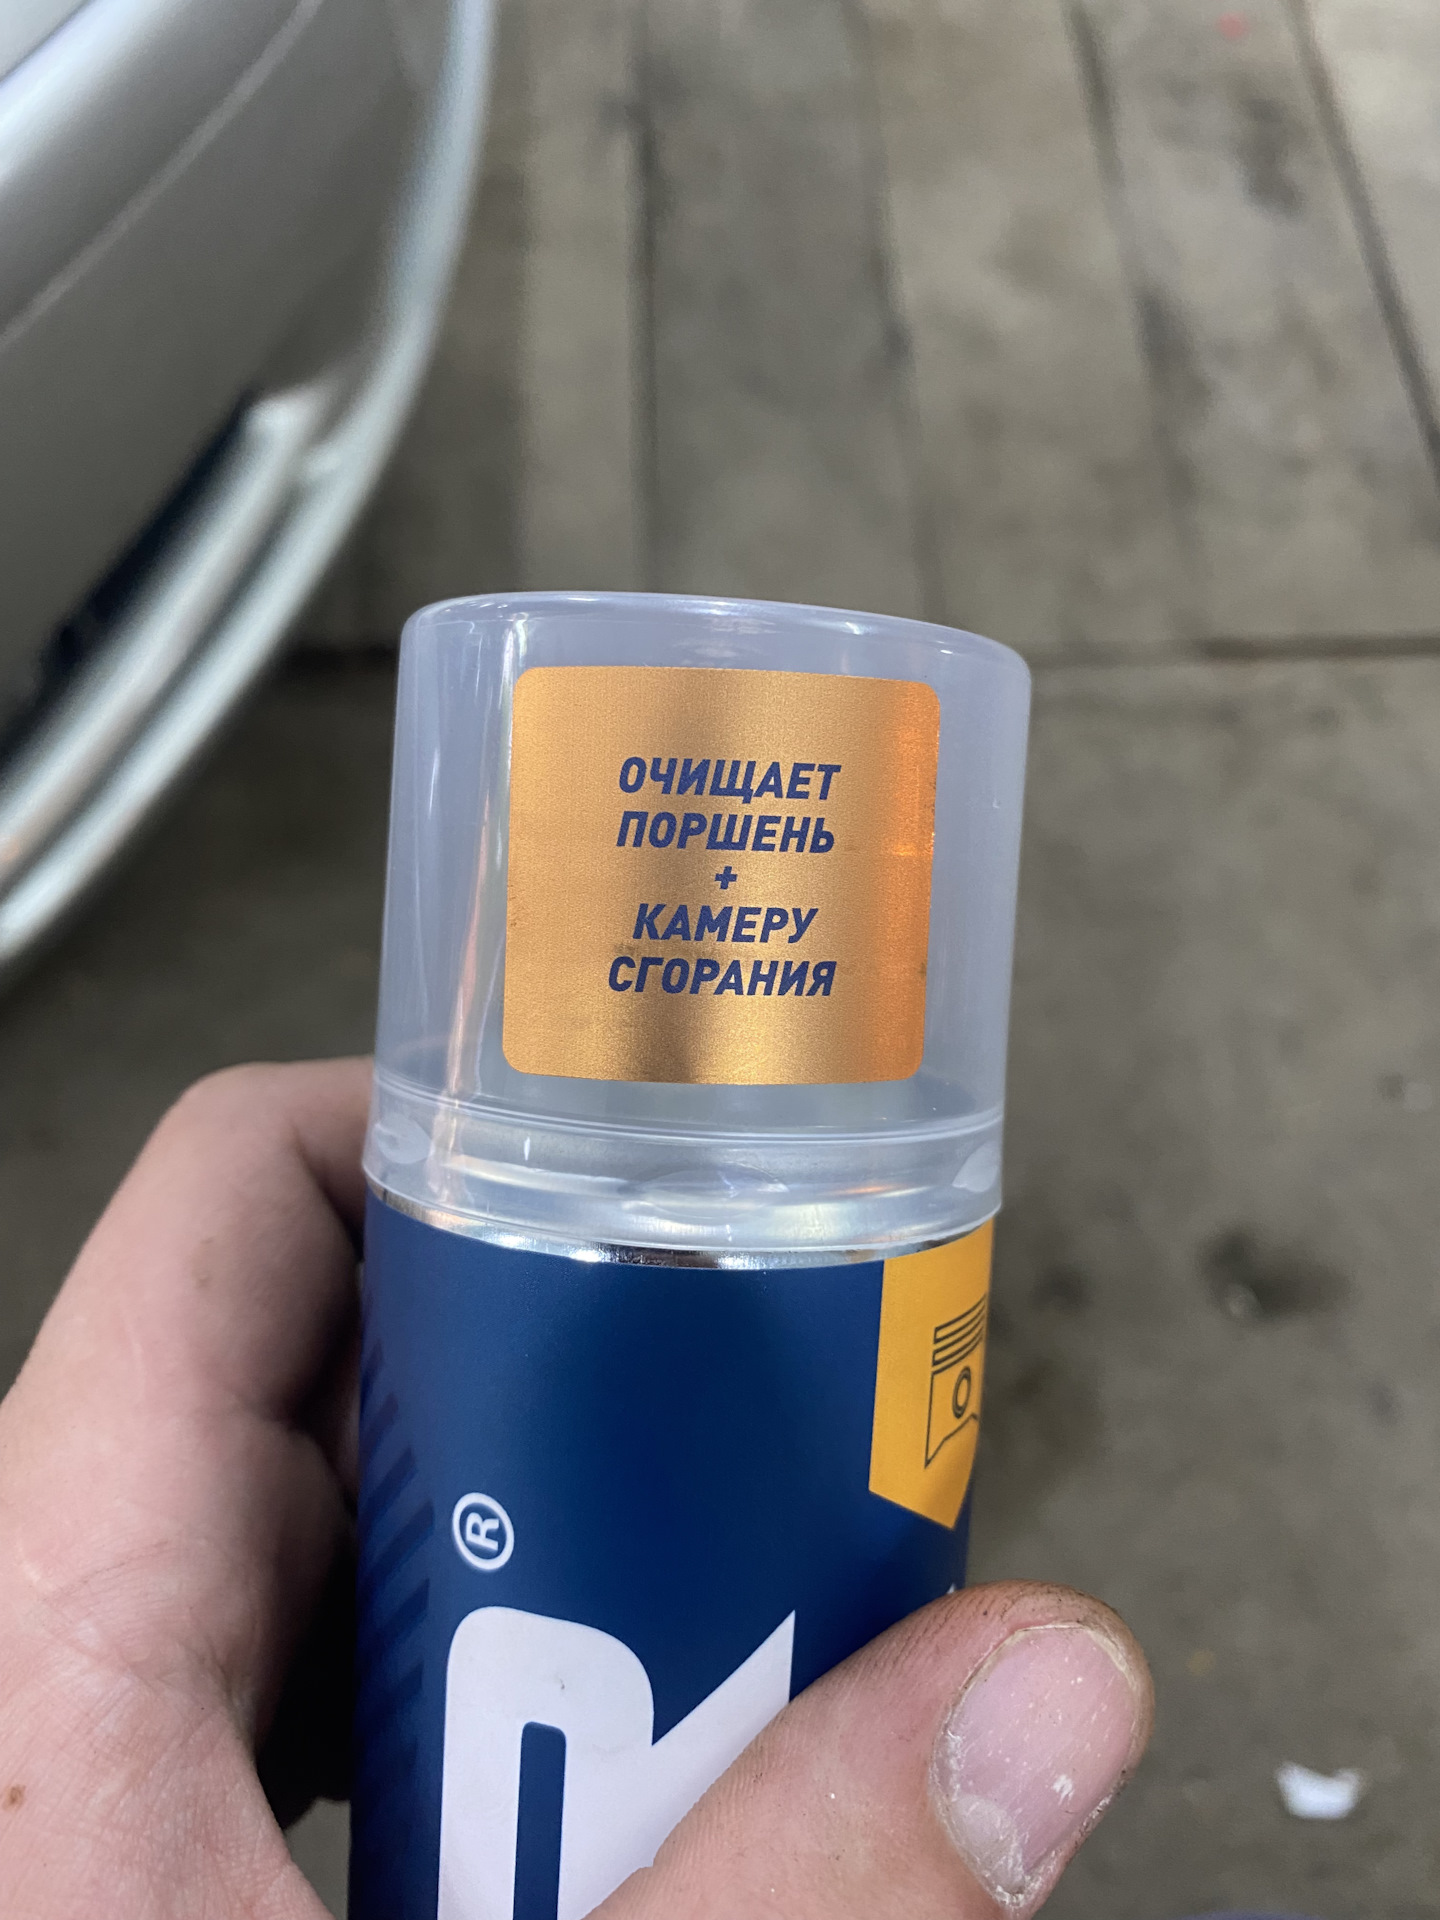 ОЧИЩАЕТ
ПОРШЕНЬ
+
КАМЕРУ
СГОРАНИЯ
®